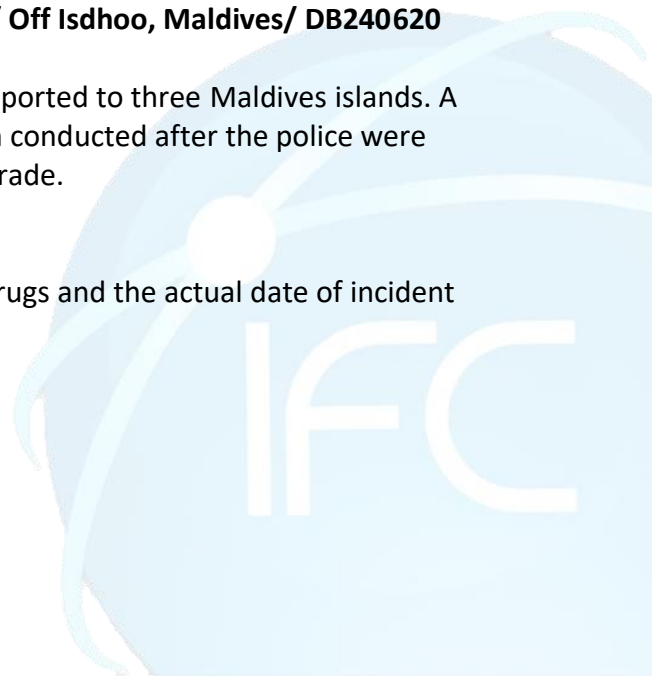 Off Isdhoo, Maldives/ DB240620
ported to three Maldives islands. A
conducted after the police were
rade.
rugs and the actual date of incident
IFC